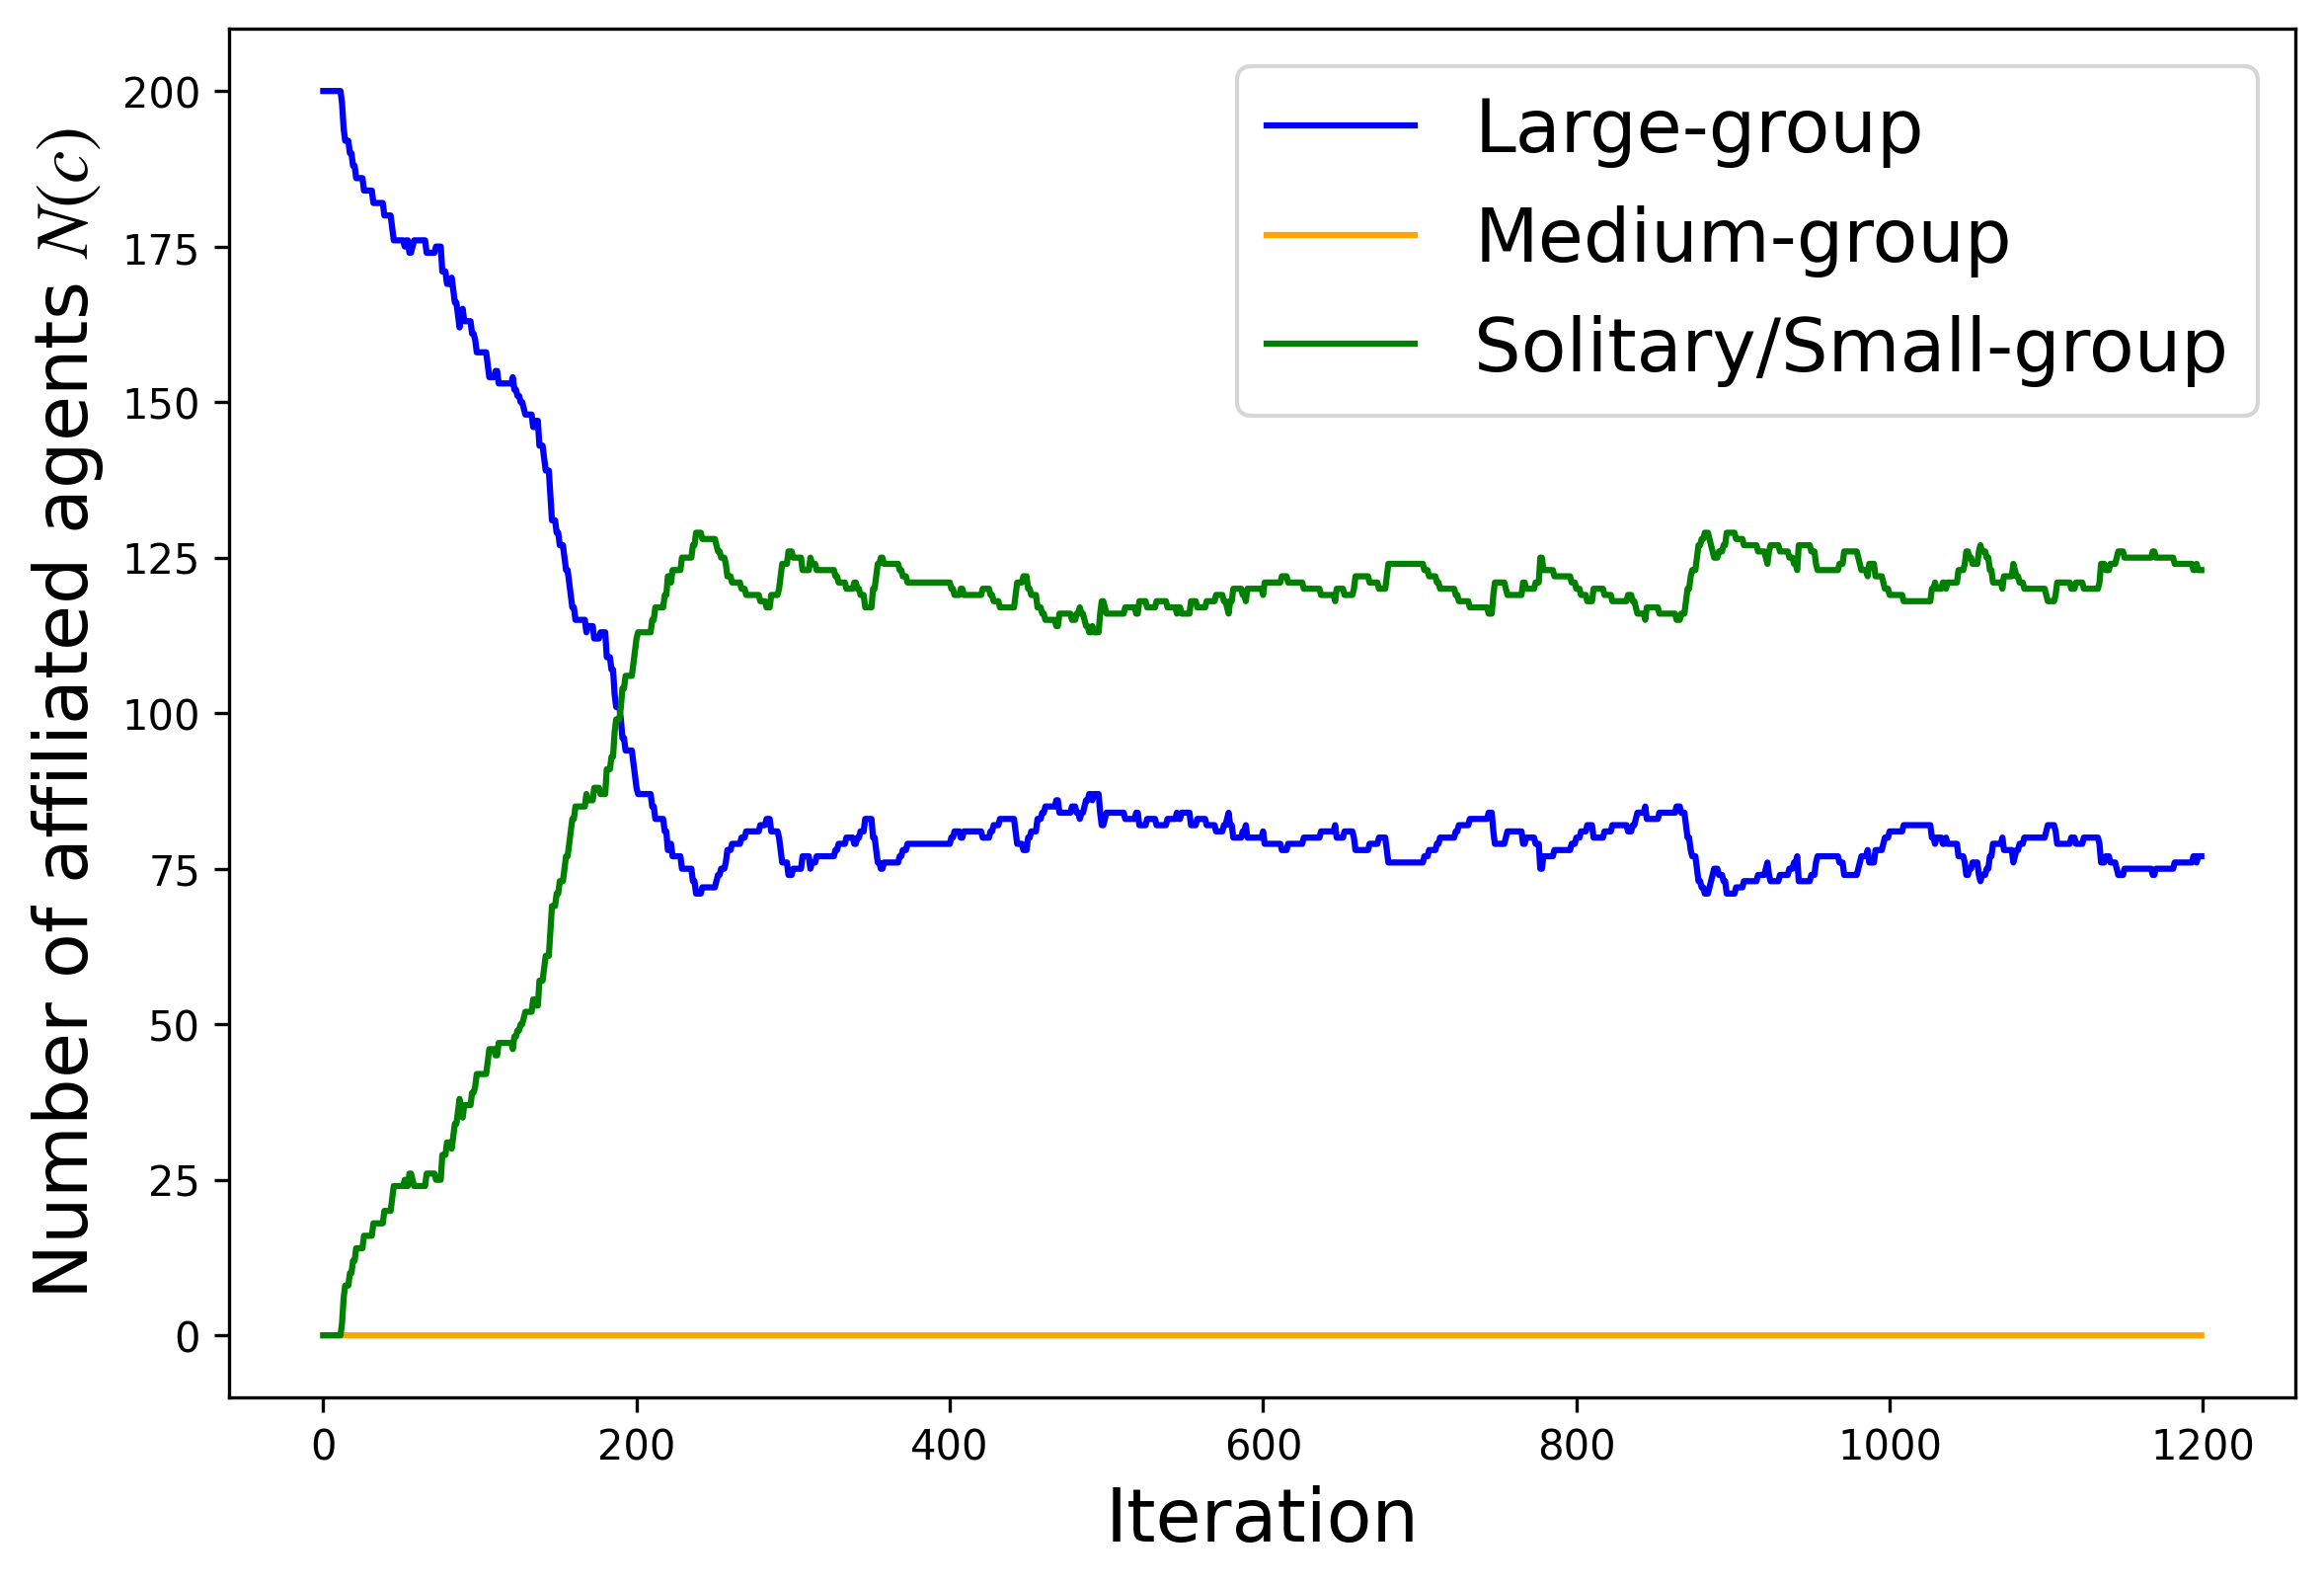 Number of affiliated agents N(c)
200
175
150
125
100
75
50
25
0
Large-group
Medium-group
Solitary/Small-group
0 200 400 600 800 1000 1200
Iteration